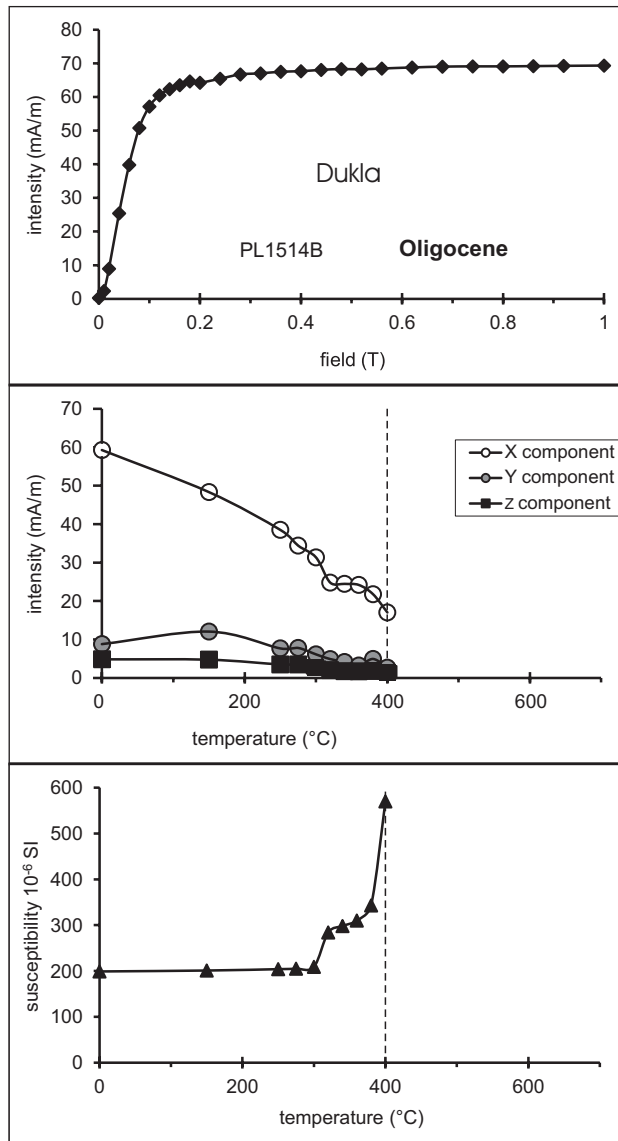 70
60
50
40
30
20
10
0
intensity (mA/m)
Dukla
PL1514B Oligocene
0 0.2 0.4 0.6 0.8 1
field (T)
70
60
50
40
30
20
10
0
intensity (mA/m)
X component
Y component
Z component
0 200 400 600
temperature (°C)
600
500
400
300
200
100
0
susceptibility 10-6 SI
0 200 400 600
temperature (°C)